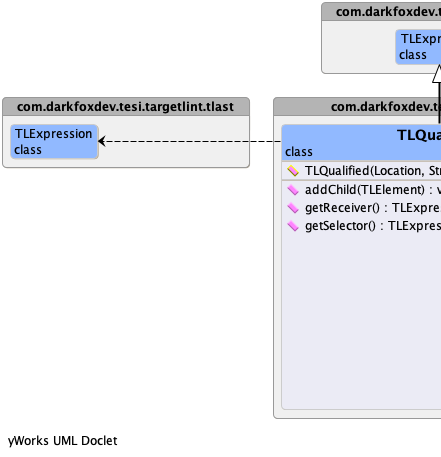 com.darkfoxdev.t
TLExpr
class
com.darkfoxdev.tesi.targetlint.tlast
TLExpression
class
com.darkfoxdev.t
TLQua
class
TLQualified(Location, Str
addChild(TLElement) : v
getReceiver() : TLExpre
getSelector() : TLExpres
yWorks UML Doclet